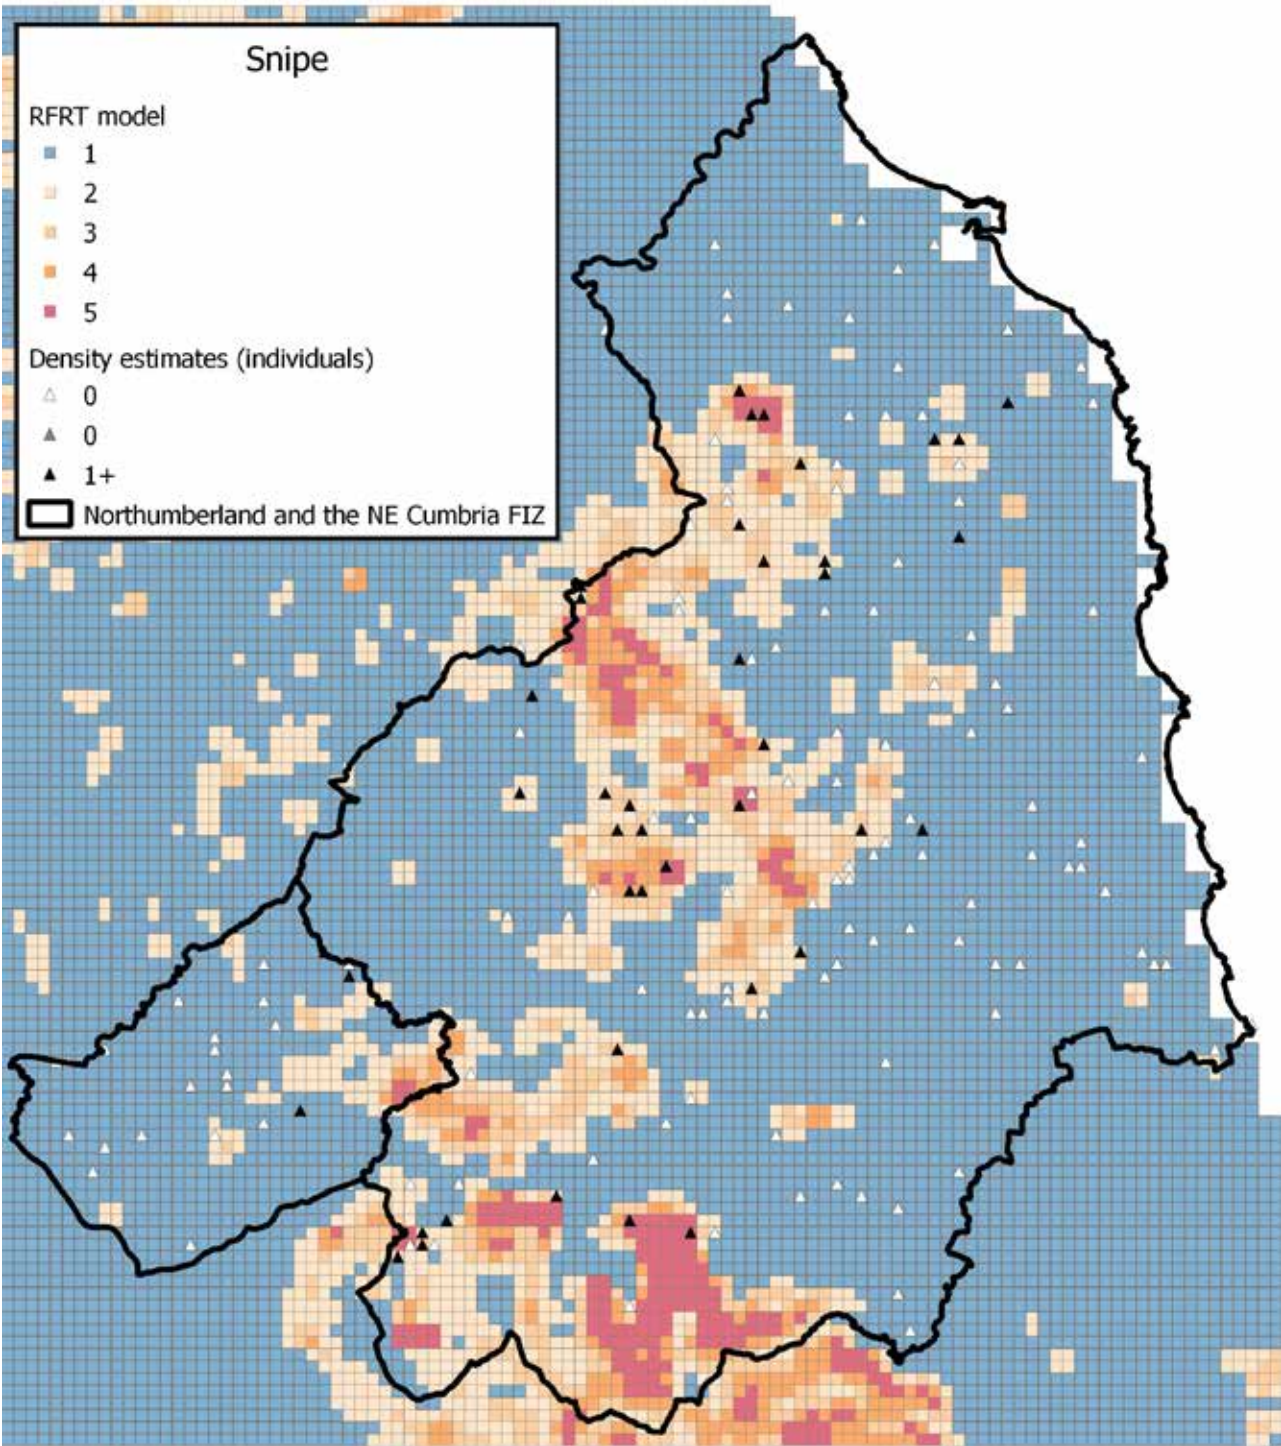 Snipe
RFRT model
1
2
3
4
5
Density estimates (individuals)
0
0
1+
Northumberland and the NE Cumbria FIZ